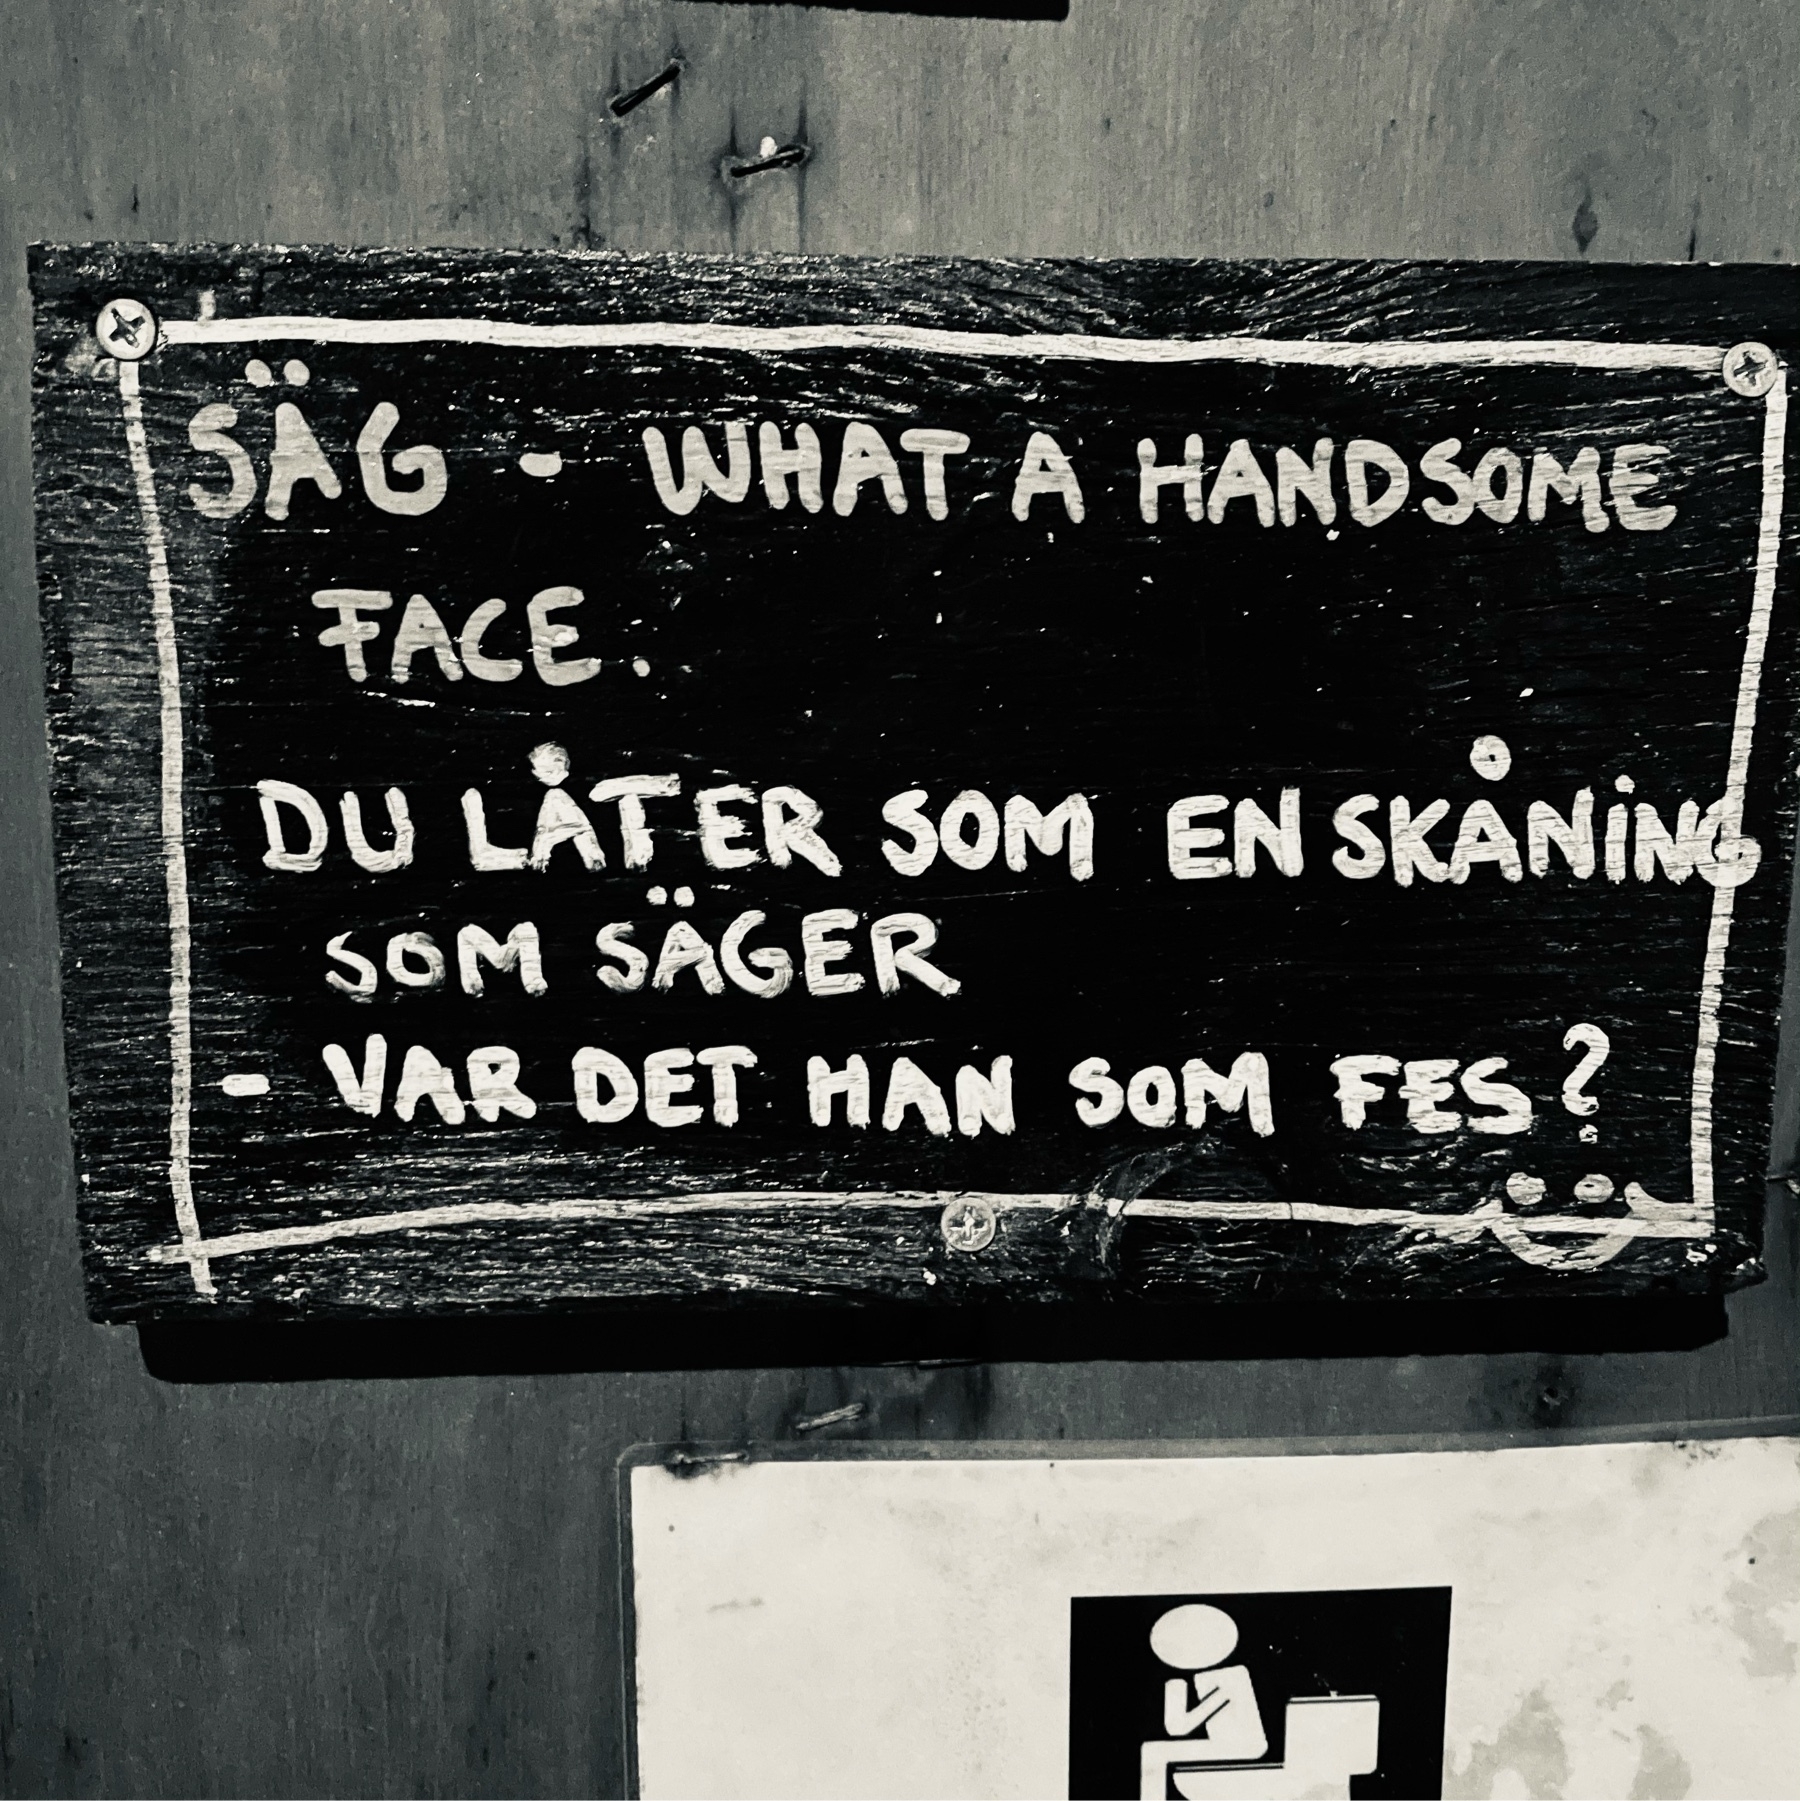 SÄG - WHAT A HANDSOME
FACE.
DU LÅTER SOM EN SKÅNING
SOM SÄGER
- VAR DET HAN SOM FES?